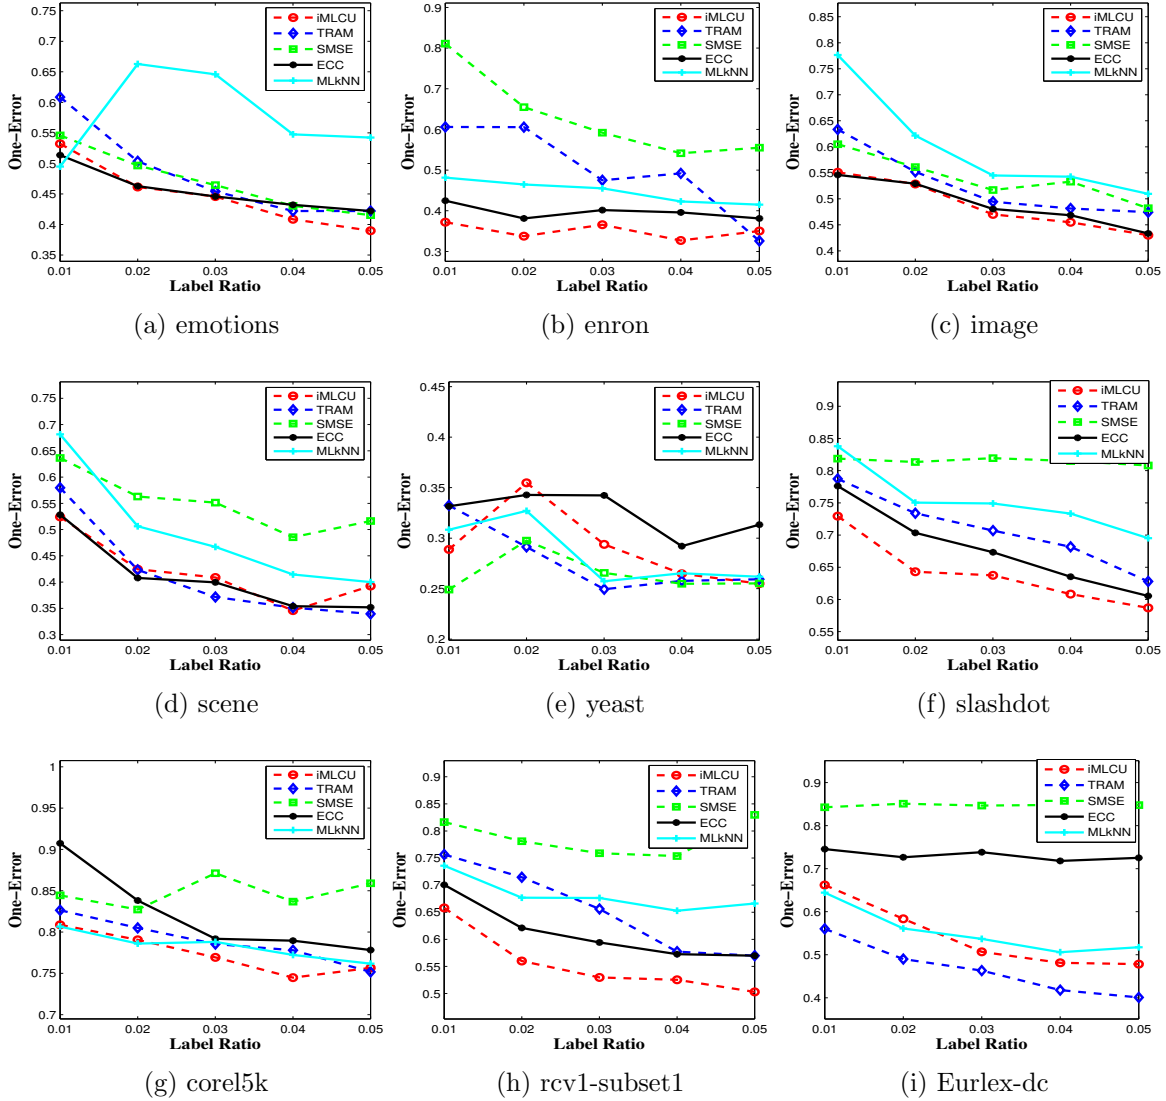 0.75
0.7
0.65
0.6
0.55
0.5
0.45
0.4
0.35
One−Error
iMLCU
TRAM
SMSE
ECC
MLkNN
0.01 0.02 0.03 0.04 0.05
Label Ratio
(a) emotions
0.9
0.8
0.7
0.6
0.5
0.4
0.3
One−Error
iMLCU
TRAM
SMSE
ECC
MLkNN
0.01 0.02 0.03 0.04 0.05
Label Ratio
(b) enron
0.85
0.8
0.75
0.7
0.65
0.6
0.55
0.5
0.45
0.4
One−Error
iMLCU
TRAM
SMSE
ECC
MLkNN
0.01 0.02 0.03 0.04 0.05
Label Ratio
(c) image
0.75
0.7
0.65
0.6
0.55
0.5
0.45
0.4
0.35
0.3
One−Error
iMLCU
TRAM
SMSE
ECC
MLkNN
0.01 0.02 0.03 0.04 0.05
Label Ratio
(d) scene
0.45
0.4
0.35
0.3
0.25
0.2
One−Error
iMLCU
TRAM
SMSE
ECC
MLkNN
0.01 0.02 0.03 0.04 0.05
Label Ratio
(e) yeast
0.9
0.85
0.8
0.75
0.7
0.65
0.6
0.55
One−Error
iMLCU
TRAM
SMSE
ECC
MLkNN
0.01 0.02 0.03 0.04 0.05
Label Ratio
(f) slashdot
1
0.95
0.9
0.85
0.8
0.75
0.7
One−Error
iMLCU
TRAM
SMSE
ECC
MLkNN
0.01 0.02 0.03 0.04 0.05
Label Ratio
(g) corel5k
0.9
0.85
0.8
0.75
0.7
0.65
0.6
0.55
0.5
One−Error
iMLCU
TRAM
SMSE
ECC
MLkNN
0.01 0.02 0.03 0.04 0.05
Label Ratio
(h) rcv1-subset1
0.9
0.8
0.7
0.6
0.5
0.4
One−Error
iMLCU
TRAM
SMSE
ECC
MLkNN
0.01 0.02 0.03 0.04 0.05
Label Ratio
(i) Eurlex-dc